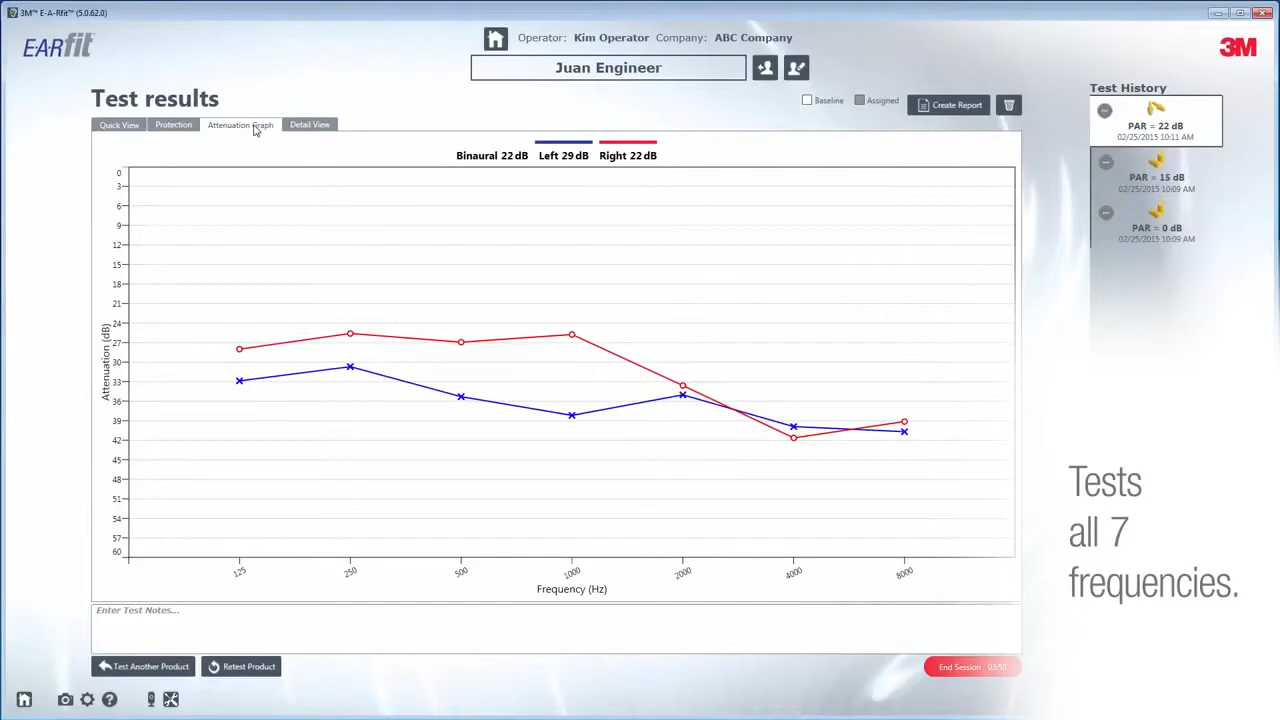 3M™ E-A-Rfit™ (5.0.62.0)
E·A·Rfit
Operator: Kim Operator Company: ABC Company
3M
Juan Engineer
Test results
Baseline
Assigned
Create Report
Quick View
Protection
Attenuation Graph
Detail View
Binaural 22 dB Left 29 dB Right 22 dB
0
3
6
9
12
15
18
21
24
27
30
33
36
39
42
45
48
51
54
57
60
Attenuation (dB)
125
250
500
1000
2000
4000
8000
Frequency (Hz)
Enter Test Notes...
Test Another Product
Retest Product
End Session 03:50
Test History
PAR = 22 dB
02/25/2015 10:11 AM
PAR = 15 dB
02/25/2015 10:09 AM
PAR = 0 dB
02/25/2015 10:09 AM
Tests
all 7
frequencies.